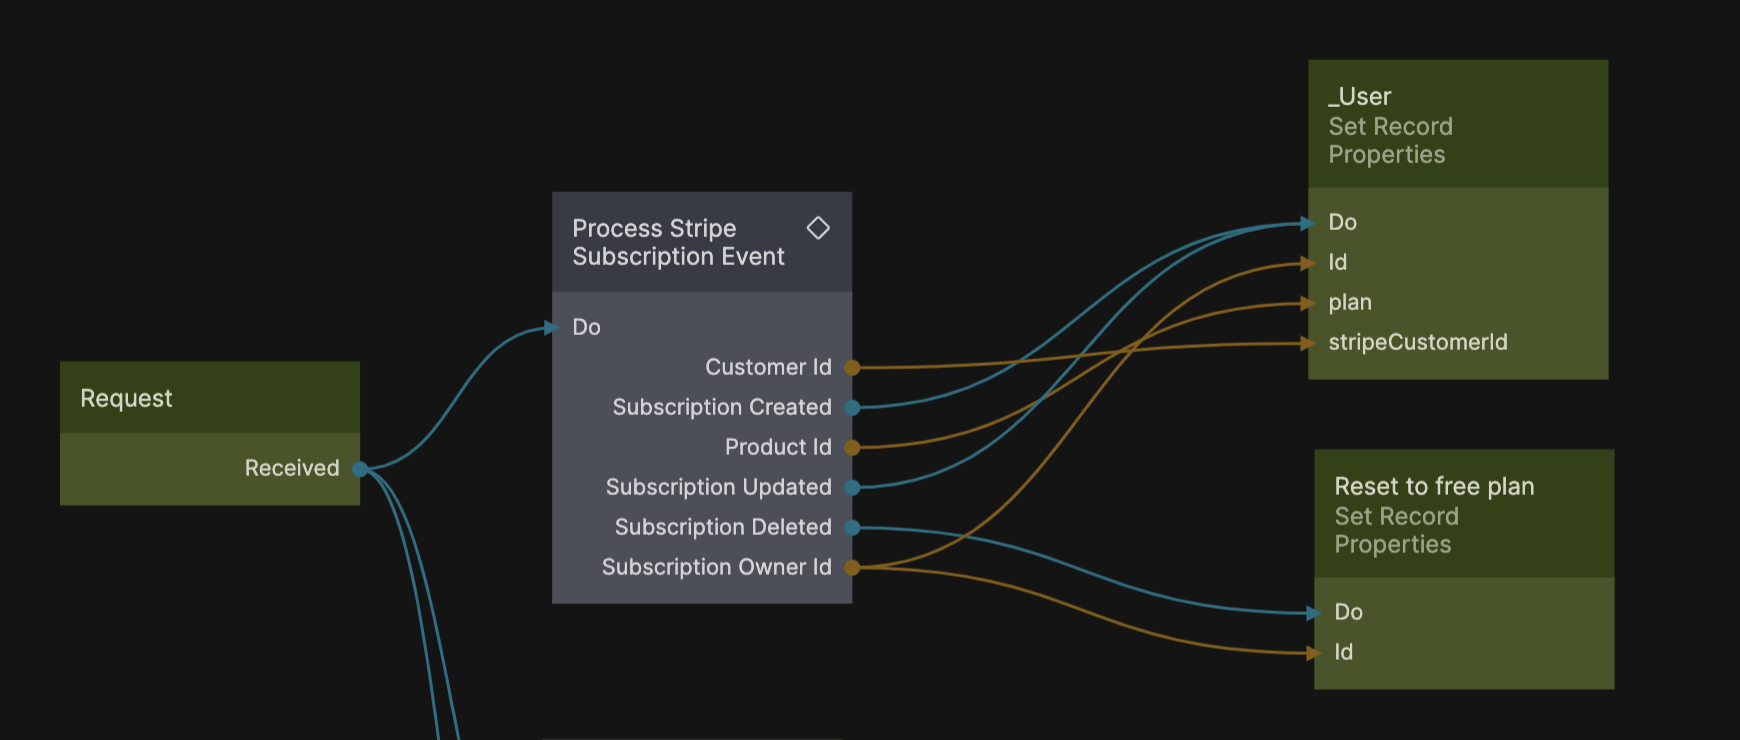 Request
Received
Process Stripe
Subscription Event
Do
Customer Id
Subscription Created
Product Id
Subscription Updated
Subscription Deleted
Subscription Owner Id
_User
Set Record
Properties
Do
Id
plan
stripeCustomerId
Reset to free plan
Set Record
Properties
Do
Id